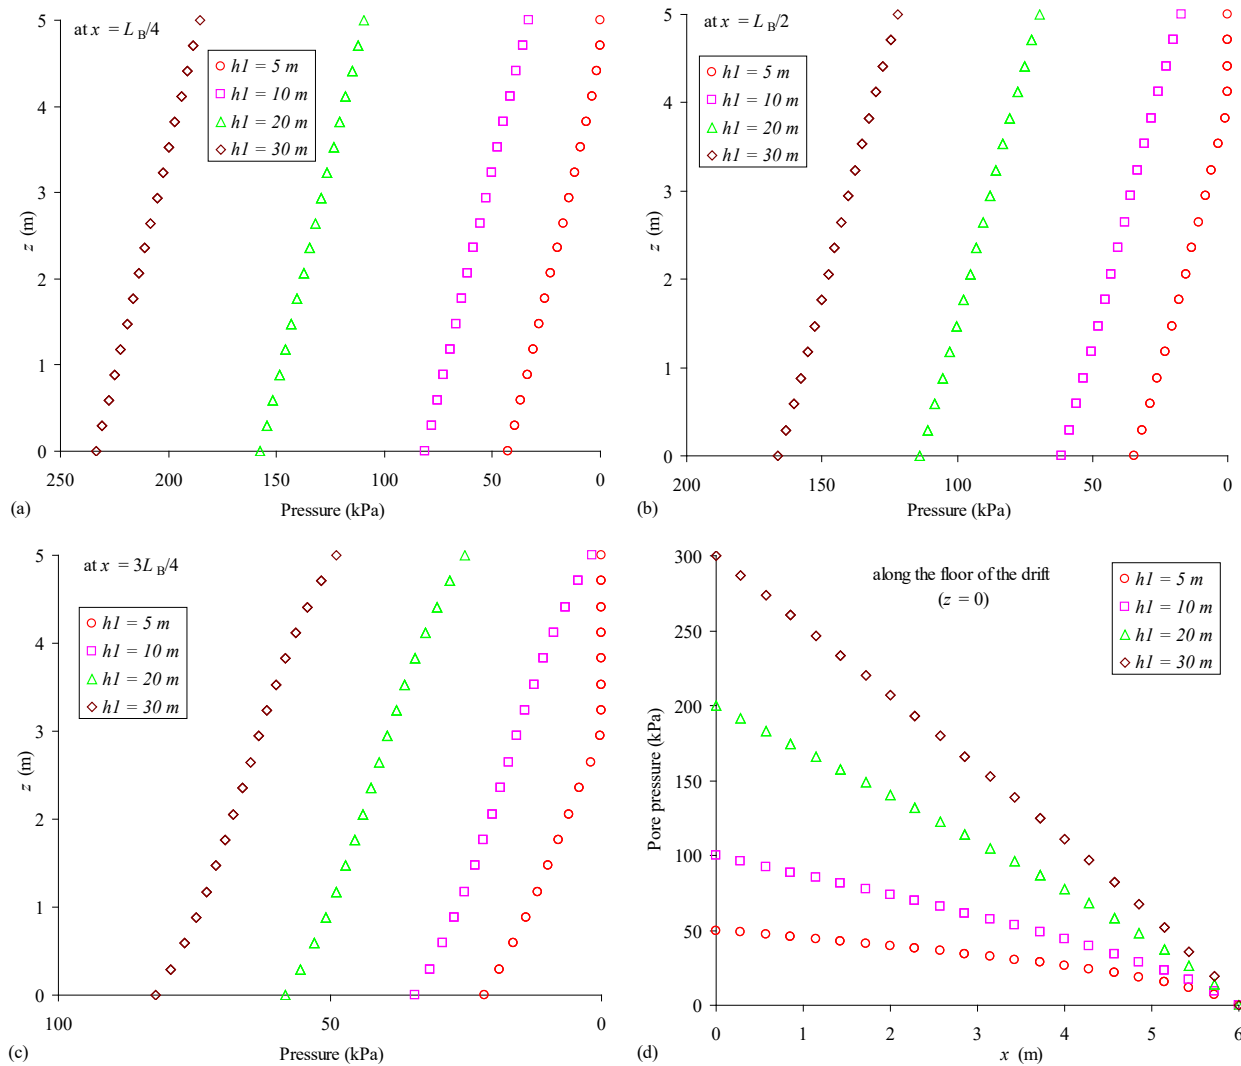 at x = L B/4
h1 = 5 m
h1 = 10 m
h1 = 20 m
h1 = 30 m
5
4
3
2
1
0
z (m)
250 200 150 100 50 0
Pressure (kPa)
(a)
at x = L B/2
h1 = 5 m
h1 = 10 m
h1 = 20 m
h1 = 30 m
5
4
3
2
1
0
z (m)
200 150 100 50 0
Pressure (kPa)
(b)
at x = 3L B/4
h1 = 5 m
h1 = 10 m
h1 = 20 m
h1 = 30 m
5
4
3
2
1
0
z (m)
100 50 0
Pressure (kPa)
(c)
along the floor of the drift
(z = 0)
h1 = 5 m
h1 = 10 m
h1 = 20 m
h1 = 30 m
300
250
200
150
100
50
0
Pore pressure (kPa)
0 1 2 3 4 5 6
x (m)
(d)